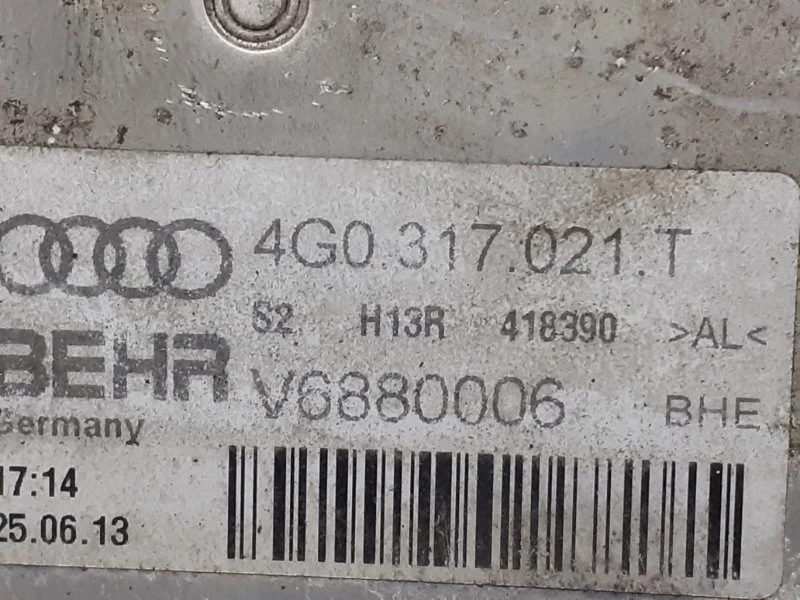 4G0.317.021.T
S2 H13R 418390 >AL<
BEHR V6880006 BHE
Germany
17:14
25.06.13